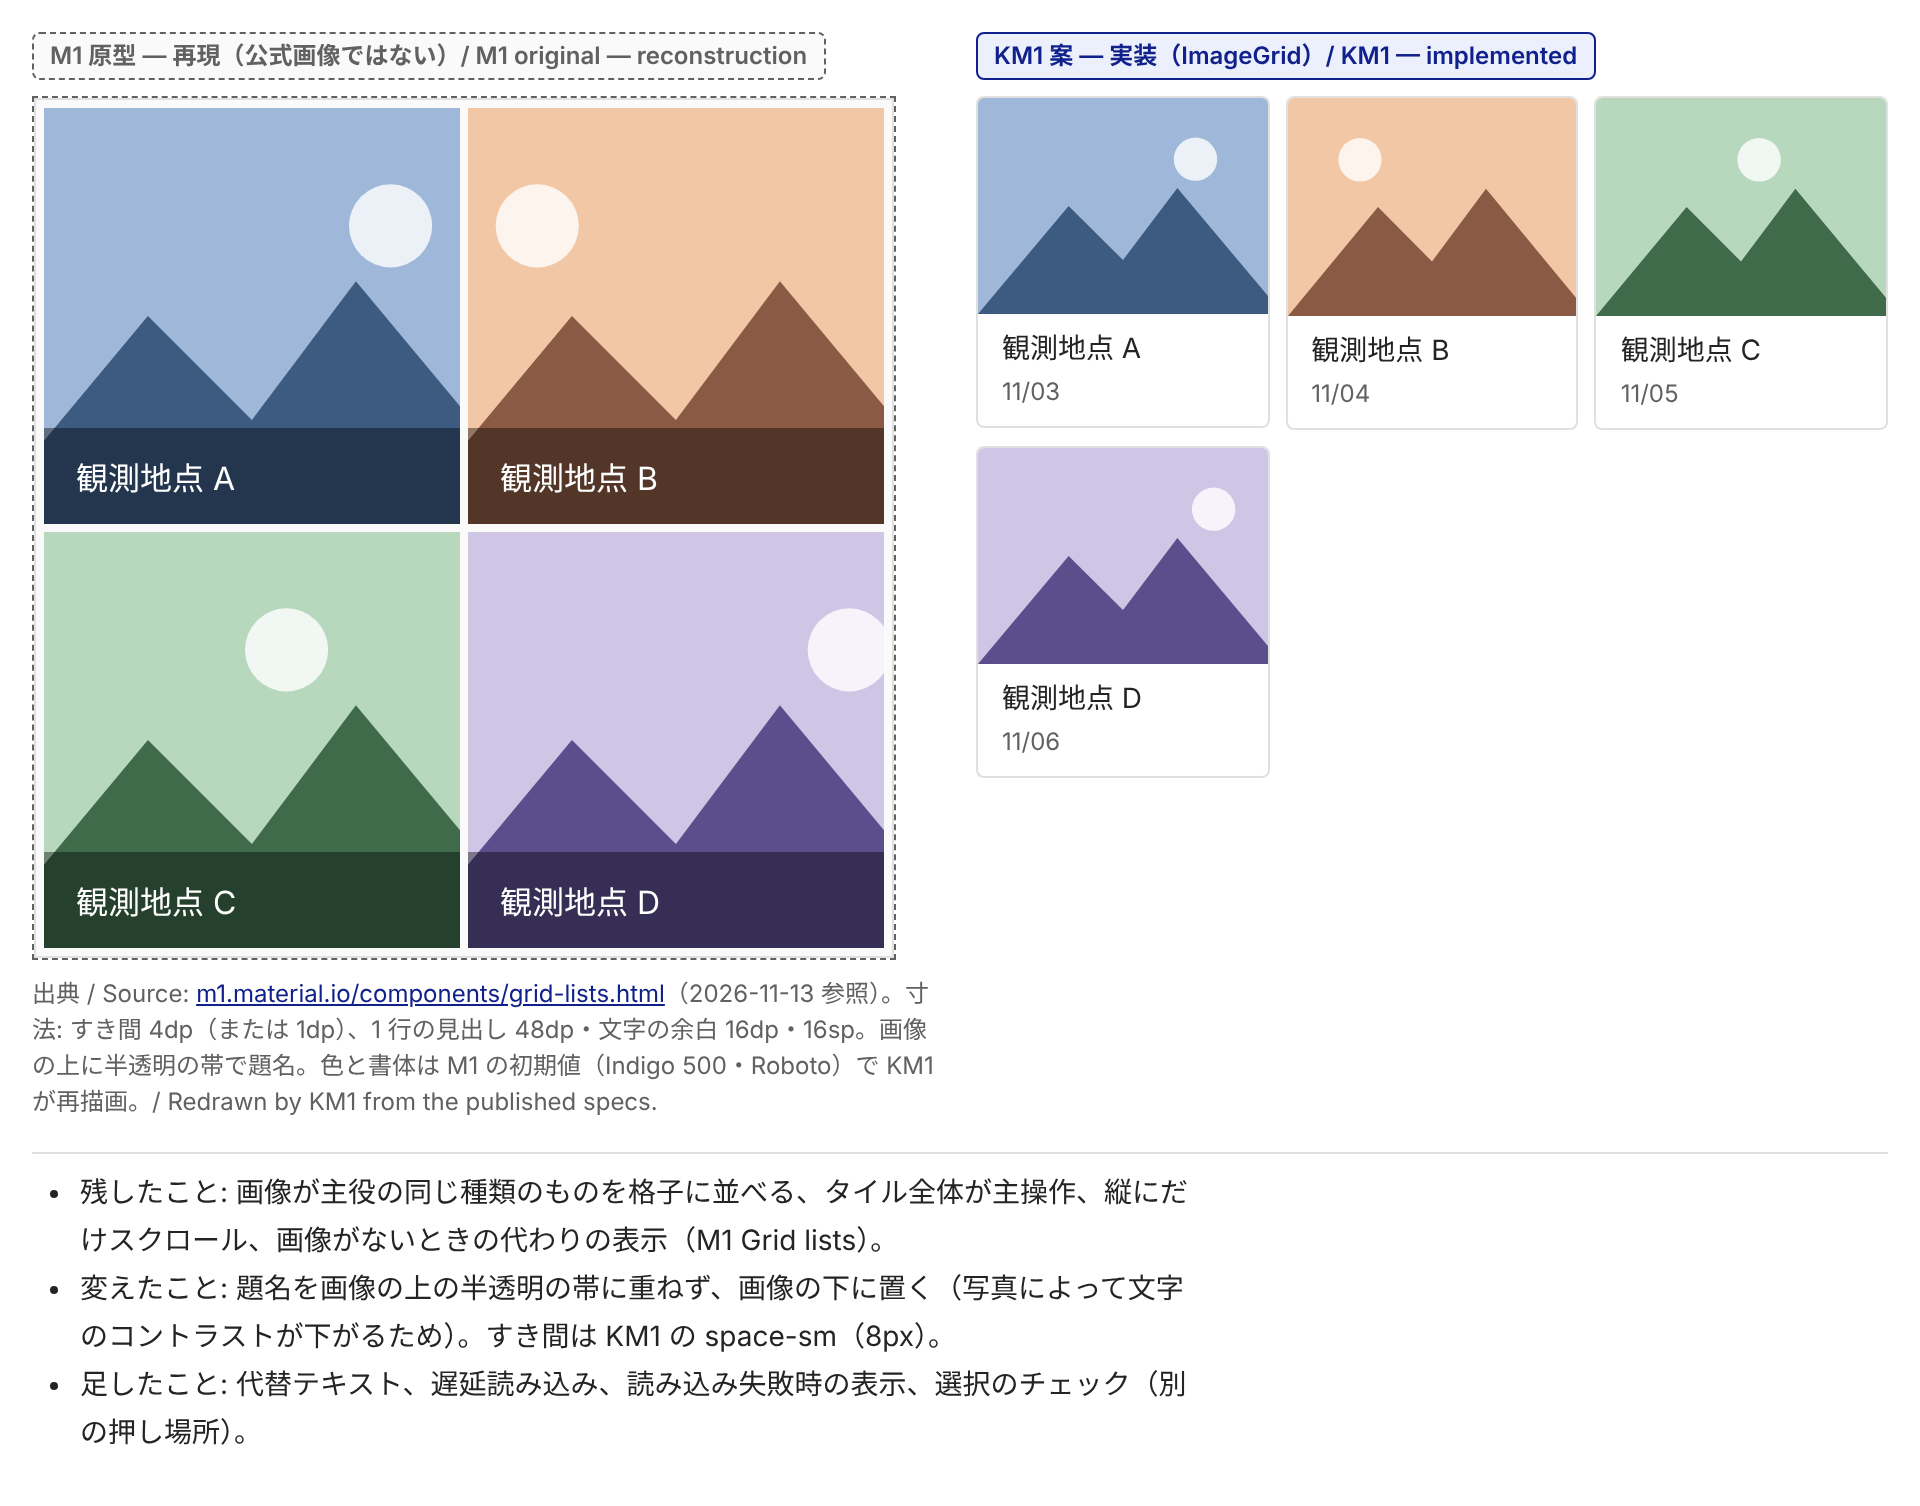 M1 原型 — 再現（公式画像ではない）/ M1 original — reconstruction
観測地点 A
観測地点 B
観測地点 C
観測地点 D
出典 / Source: m1.material.io/components/grid-lists.html（2026-11-13 参照）。寸
法: すき間 4dp（または 1dp）、1 行の見出し 48dp・文字の余白 16dp・16sp。画像
の上に半透明の帯で題名。色と書体は M1 の初期値（Indigo 500・Roboto）で KM1
が再描画。/ Redrawn by KM1 from the published specs.
KM1 案 — 実装（ImageGrid）/ KM1 — implemented
観測地点 A
11/03
観測地点 B
11/04
観測地点 C
11/05
観測地点 D
11/06
• 残したこと: 画像が主役の同じ種類のものを格子に並べる、タイル全体が主操作、縦にだ
けスクロール、画像がないときの代わりの表示（M1 Grid lists）。
• 変えたこと: 題名を画像の上の半透明の帯に重ねず、画像の下に置く（写真によって文字
のコントラストが下がるため）。すき間は KM1 の space-sm（8px）。
• 足したこと: 代替テキスト、遅延読み込み、読み込み失敗時の表示、選択のチェック（別
の押し場所）。